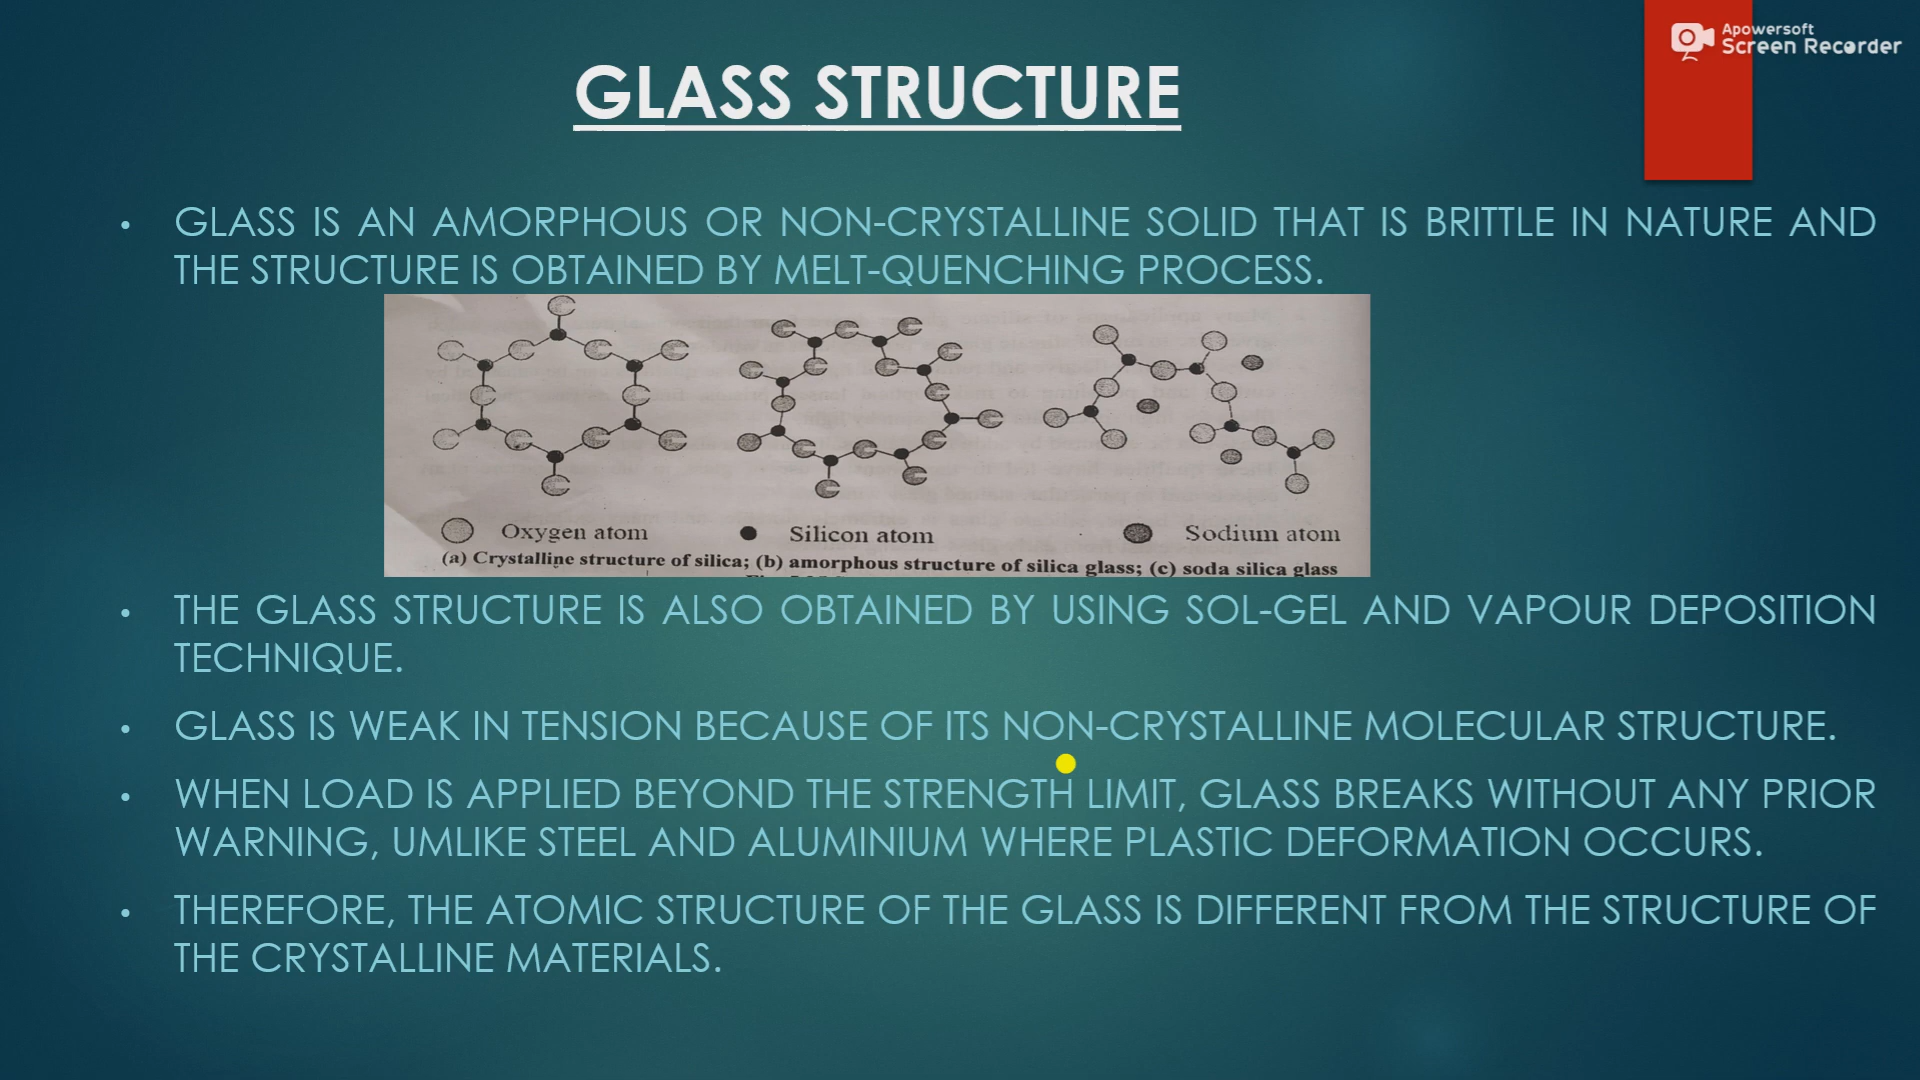 Apowersoft
Screen Recorder
GLASS STRUCTURE
• GLASS IS AN AMORPHOUS OR NON-CRYSTALLINE SOLID THAT IS BRITTLE IN NATURE AND
THE STRUCTURE IS OBTAINED BY MELT-QUENCHING PROCESS.
Oxygen atom Silicon atom Sodium atom
(a) Crystalline structure of silica; (b) amorphous structure of silica glass; (c) soda silica glass
• THE GLASS STRUCTURE IS ALSO OBTAINED BY USING SOL-GEL AND VAPOUR DEPOSITION
TECHNIQUE.
• GLASS IS WEAK IN TENSION BECAUSE OF ITS NON-CRYSTALLINE MOLECULAR STRUCTURE.
• WHEN LOAD IS APPLIED BEYOND THE STRENGTH LIMIT, GLASS BREAKS WITHOUT ANY PRIOR
WARNING, UMLIKE STEEL AND ALUMINIUM WHERE PLASTIC DEFORMATION OCCURS.
• THEREFORE, THE ATOMIC STRUCTURE OF THE GLASS IS DIFFERENT FROM THE STRUCTURE OF
THE CRYSTALLINE MATERIALS.